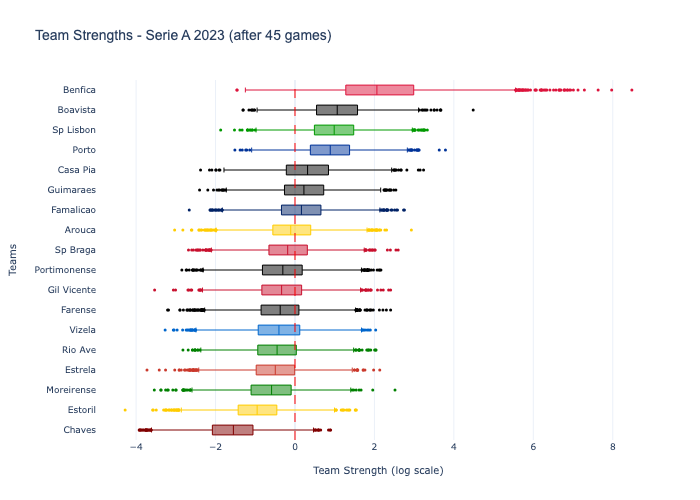 Team Strengths - Serie A 2023 (after 45 games)
Benfica
Boavista
Sp Lisbon
Porto
Casa Pia
Guimaraes
Famalicao
Arouca
Sp Braga
Portimonense
Gil Vicente
Farense
Vizela
Rio Ave
Estrela
Moreirense
Estoril
Chaves
Teams
−4 −2 0 2 4 6 8
Team Strength (log scale)